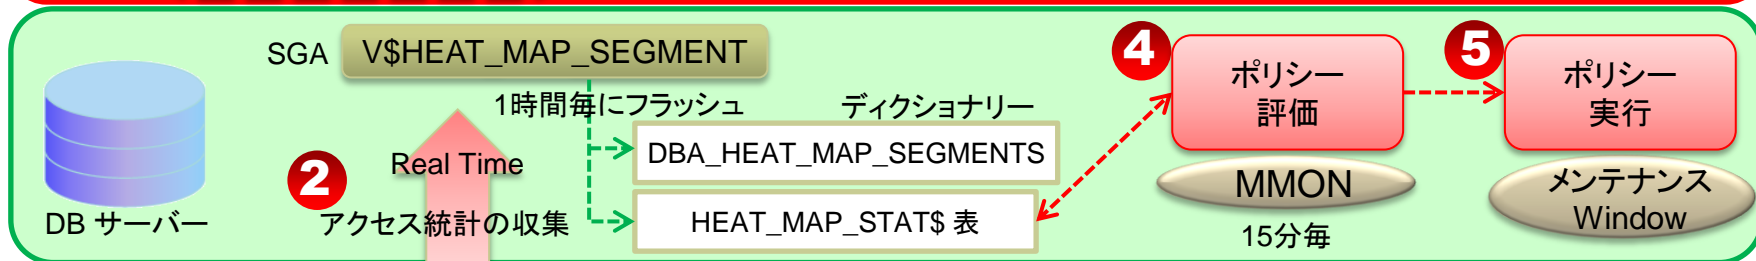 SGA
V$HEAT_MAP_SEGMENT
1時間毎にフラッシュ
ディクショナリー
DBA_HEAT_MAP_SEGMENTS
HEAT_MAP_STAT$ 表
2
Real Time
アクセス統計の収集
DB サーバー
4
ポリシー
評価
MMON
15分毎
5
ポリシー
実行
メンテナンス
Window